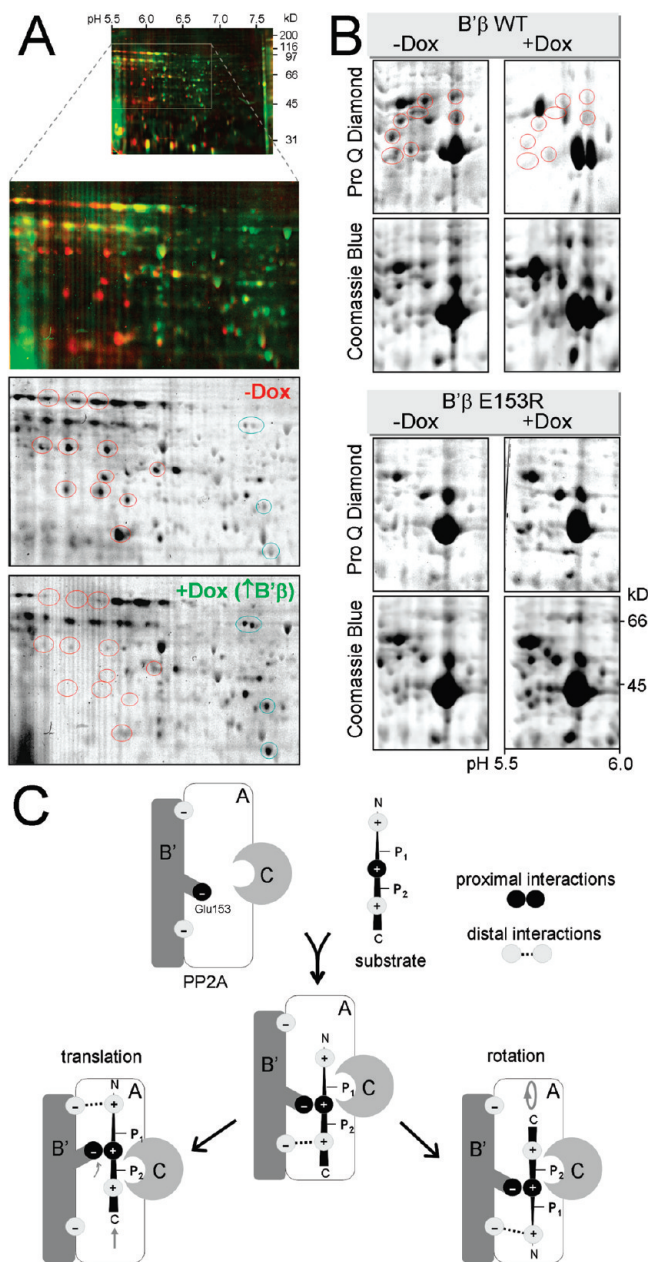 A
pH 5.5 6.0 6.5 7.0 7.5
kD
200
116
97
66
45
31
-Dox
+Dox (↑B'β)
B
B'β WT
-Dox +Dox
Pro Q Diamond
Coomassie Blue
B'β E153R
-Dox +Dox
Pro Q Diamond
Coomassie Blue
kD
66
45
pH 5.5 6.0
C
A
B'
-
-
Glu153
-
C
PP2A
N
+
P1
+
P2
+
C
substrate
proximal interactions
distal interactions
A
B'
-
-
-
N
+
P1
+
P2
+
C
C
translation
A
B'
-
-
-
N
+
P1
+
P2
+
C
C
rotation
A
B'
-
-
-
C
+
P2
+
P1
+
N
C